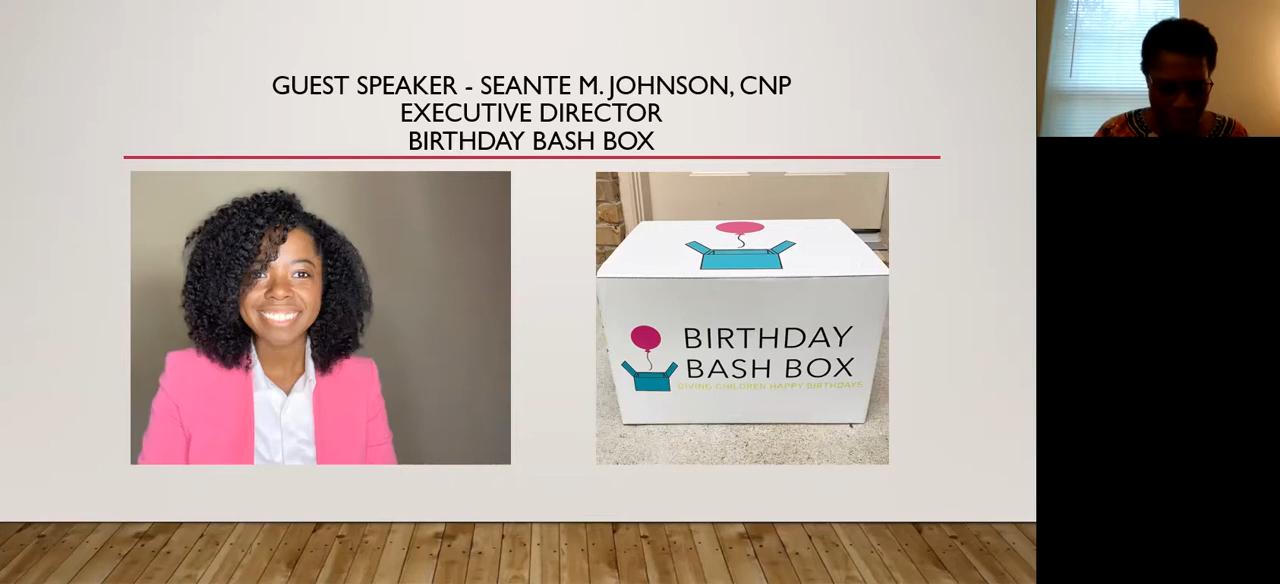 GUEST SPEAKER - SEANTE M. JOHNSON, CNP
EXECUTIVE DIRECTOR
BIRTHDAY BASH BOX
BIRTHDAY
BASH BOX
GIVING CHILDREN HAPPY BIRTHDAYS